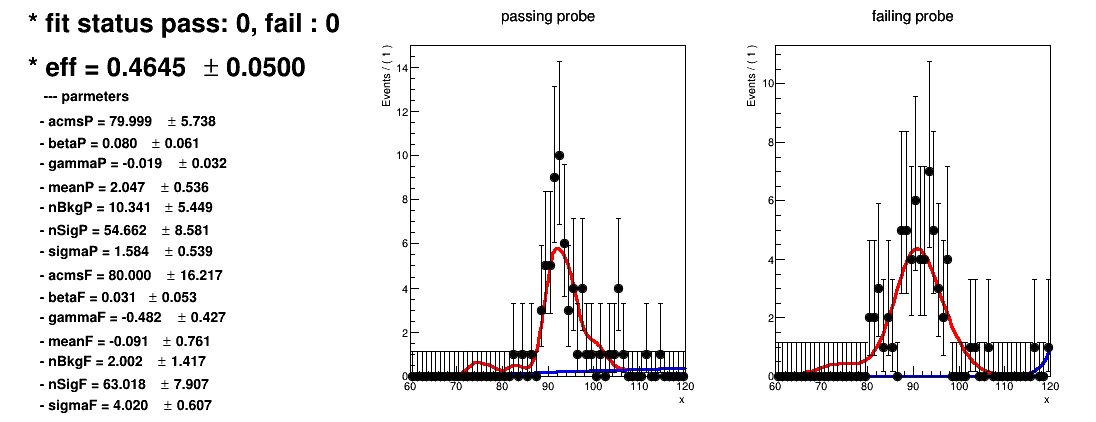 * fit status pass: 0, fail : 0
* eff = 0.4645 ± 0.0500
--- parmeters
- acmsP = 79.999 ± 5.738
- betaP = 0.080 ± 0.061
- gammaP = -0.019 ± 0.032
- meanP = 2.047 ± 0.536
- nBkgP = 10.341 ± 5.449
- nSigP = 54.662 ± 8.581
- sigmaP = 1.584 ± 0.539
- acmsF = 80.000 ± 16.217
- betaF = 0.031 ± 0.053
- gammaF = -0.482 ± 0.427
- meanF = -0.091 ± 0.761
- nBkgF = 2.002 ± 1.417
- nSigF = 63.018 ± 7.907
- sigmaF = 4.020 ± 0.607
passing probe
Events / ( 1 )
14
12
10
8
6
4
2
0
60 70 80 90 100 110 120
x
failing probe
Events / ( 1 )
10
8
6
4
2
0
60 70 80 90 100 110 120
x